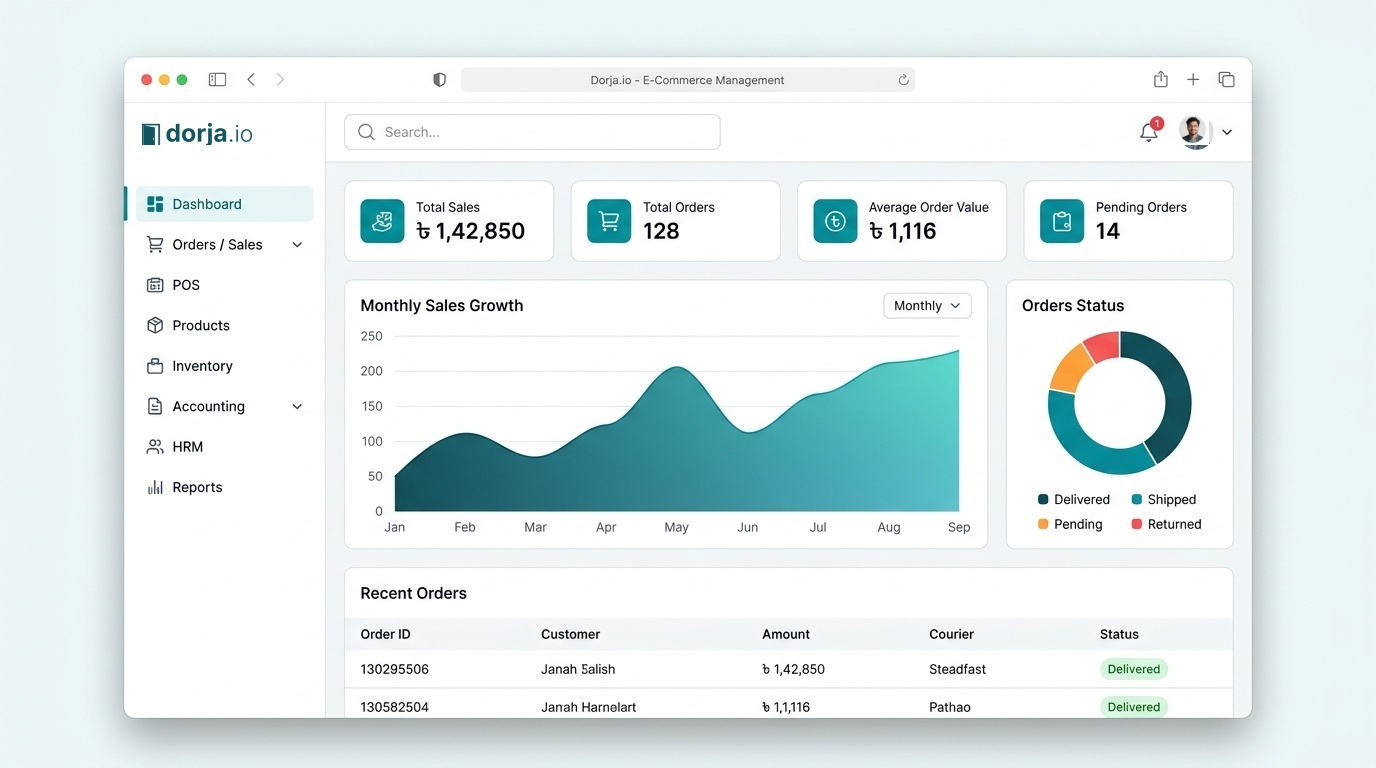 Dorja.io - E-Commerce Management
dorja.io
Search...
1
Dashboard
Orders / Sales
POS
Products
Inventory
Accounting
HRM
Reports
Total Sales
৳ 1,42,850
Total Orders
128
Average Order Value
৳ 1,116
Pending Orders
14
Monthly Sales Growth
Monthly
250
200
150
100
50
0
Jan Feb Mar Apr May Jun Jul Aug Sep
Orders Status
Delivered Shipped
Pending Returned
Recent Orders
Order ID Customer Amount Courier Status
130295506 Janah Salish ৳ 1,42,850 Steadfast Delivered
130582504 Janah ৳ 1,1,116 Pathao Delivered